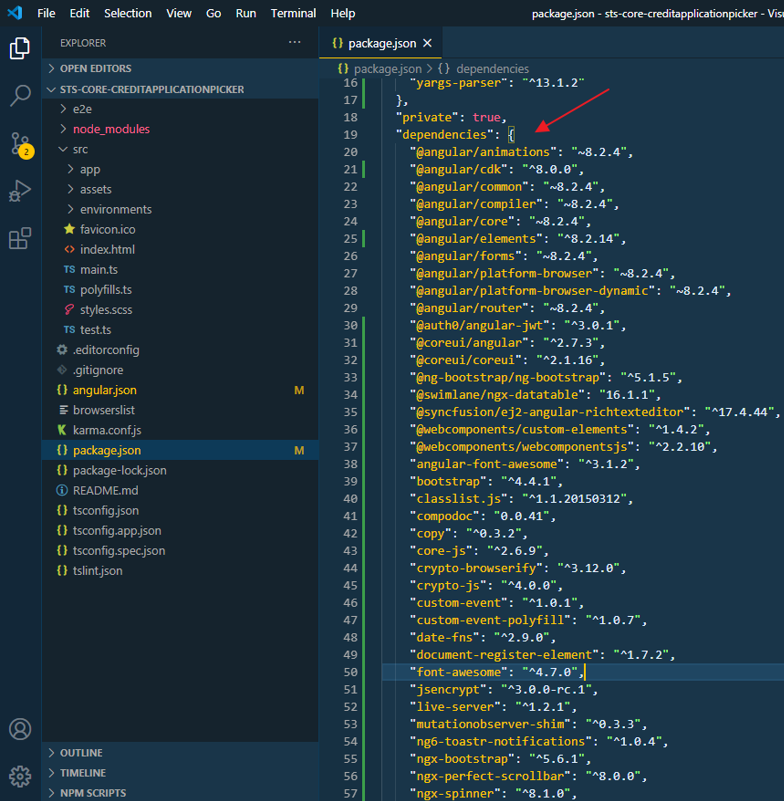 File Edit Selection View Go Run Terminal Help package.json - sts-core-creditapplicationpicker - Vis
EXPLORER ...
OPEN EDITORS
STS-CORE-CREDITAPPLICATIONPICKER
e2e
node_modules
src
app
assets
environments
favicon.ico
index.html
TS main.ts
TS polyfills.ts
styles.scss
TS test.ts
.editorconfig
.gitignore
{} angular.json M
browserslist
karma.conf.js
{} package.json M
{} package-lock.json
README.md
{} tsconfig.json
{} tsconfig.app.json
{} tsconfig.spec.json
{} tslint.json
OUTLINE
TIMELINE
NPM SCRIPTS
2
{} package.json ×
{} package.json > {} dependencies
16 "yargs-parser": "^13.1.2"
17 },
18 "private": true,
19 "dependencies": {
20 "@angular/animations": "~8.2.4",
21 "@angular/cdk": "^8.0.0",
22 "@angular/common": "~8.2.4",
23 "@angular/compiler": "~8.2.4",
24 "@angular/core": "~8.2.4",
25 "@angular/elements": "^8.2.14",
26 "@angular/forms": "~8.2.4",
27 "@angular/platform-browser": "~8.2.4",
28 "@angular/platform-browser-dynamic": "~8.2.4",
29 "@angular/router": "~8.2.4",
30 "@auth0/angular-jwt": "^3.0.1",
31 "@coreui/angular": "^2.7.3",
32 "@coreui/coreui": "^2.1.16",
33 "@ng-bootstrap/ng-bootstrap": "^5.1.5",
34 "@swimlane/ngx-datatable": "16.1.1",
35 "@syncfusion/ej2-angular-richtexteditor": "^17.4.44",
36 "@webcomponents/custom-elements": "^1.4.2",
37 "@webcomponents/webcomponentsjs": "^2.2.10",
38 "angular-font-awesome": "^3.1.2",
39 "bootstrap": "^4.4.1",
40 "classlist.js": "^1.1.20150312",
41 "compodoc": "0.0.41",
42 "copy": "^0.3.2",
43 "core-js": "^2.6.9",
44 "crypto-browserify": "^3.12.0",
45 "crypto-js": "^4.0.0",
46 "custom-event": "^1.0.1",
47 "custom-event-polyfill": "^1.0.7",
48 "date-fns": "^2.9.0",
49 "document-register-element": "^1.7.2",
50 "font-awesome": "^4.7.0",
51 "jsencrypt": "^3.0.0-rc.1",
52 "live-server": "^1.2.1",
53 "mutationobserver-shim": "^0.3.3",
54 "ng6-toastr-notifications": "^1.0.4",
55 "ngx-bootstrap": "^5.6.1",
56 "ngx-perfect-scrollbar": "^8.0.0",
57 "ngx-spinner": "^8.1.0",